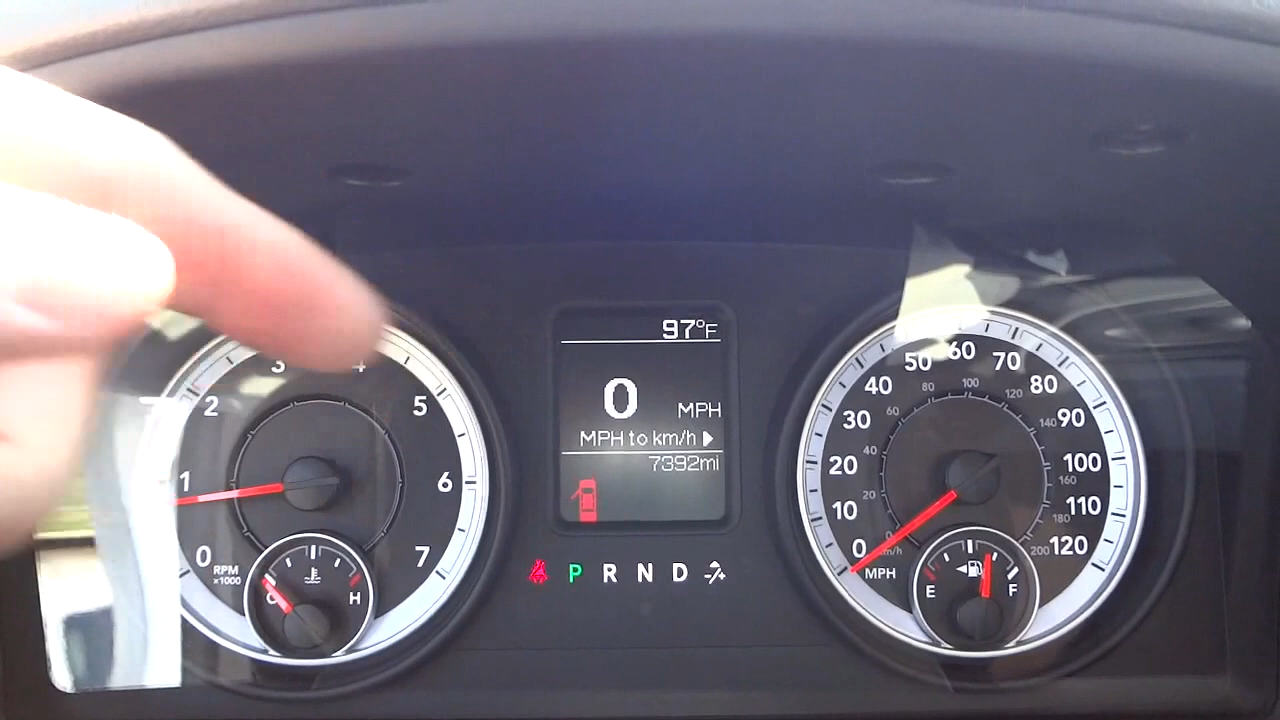 97°F
0 MPH
MPH to km/h
7392mi
P R N D -/+
0 1 2 3 4 5 6 7
RPM
x1000
C H
0 10 20 30 40 50 60 70 80 90 100 110 120
MPH
0 20 40 60 80 100 120 140 160 180 200
km/h
E F